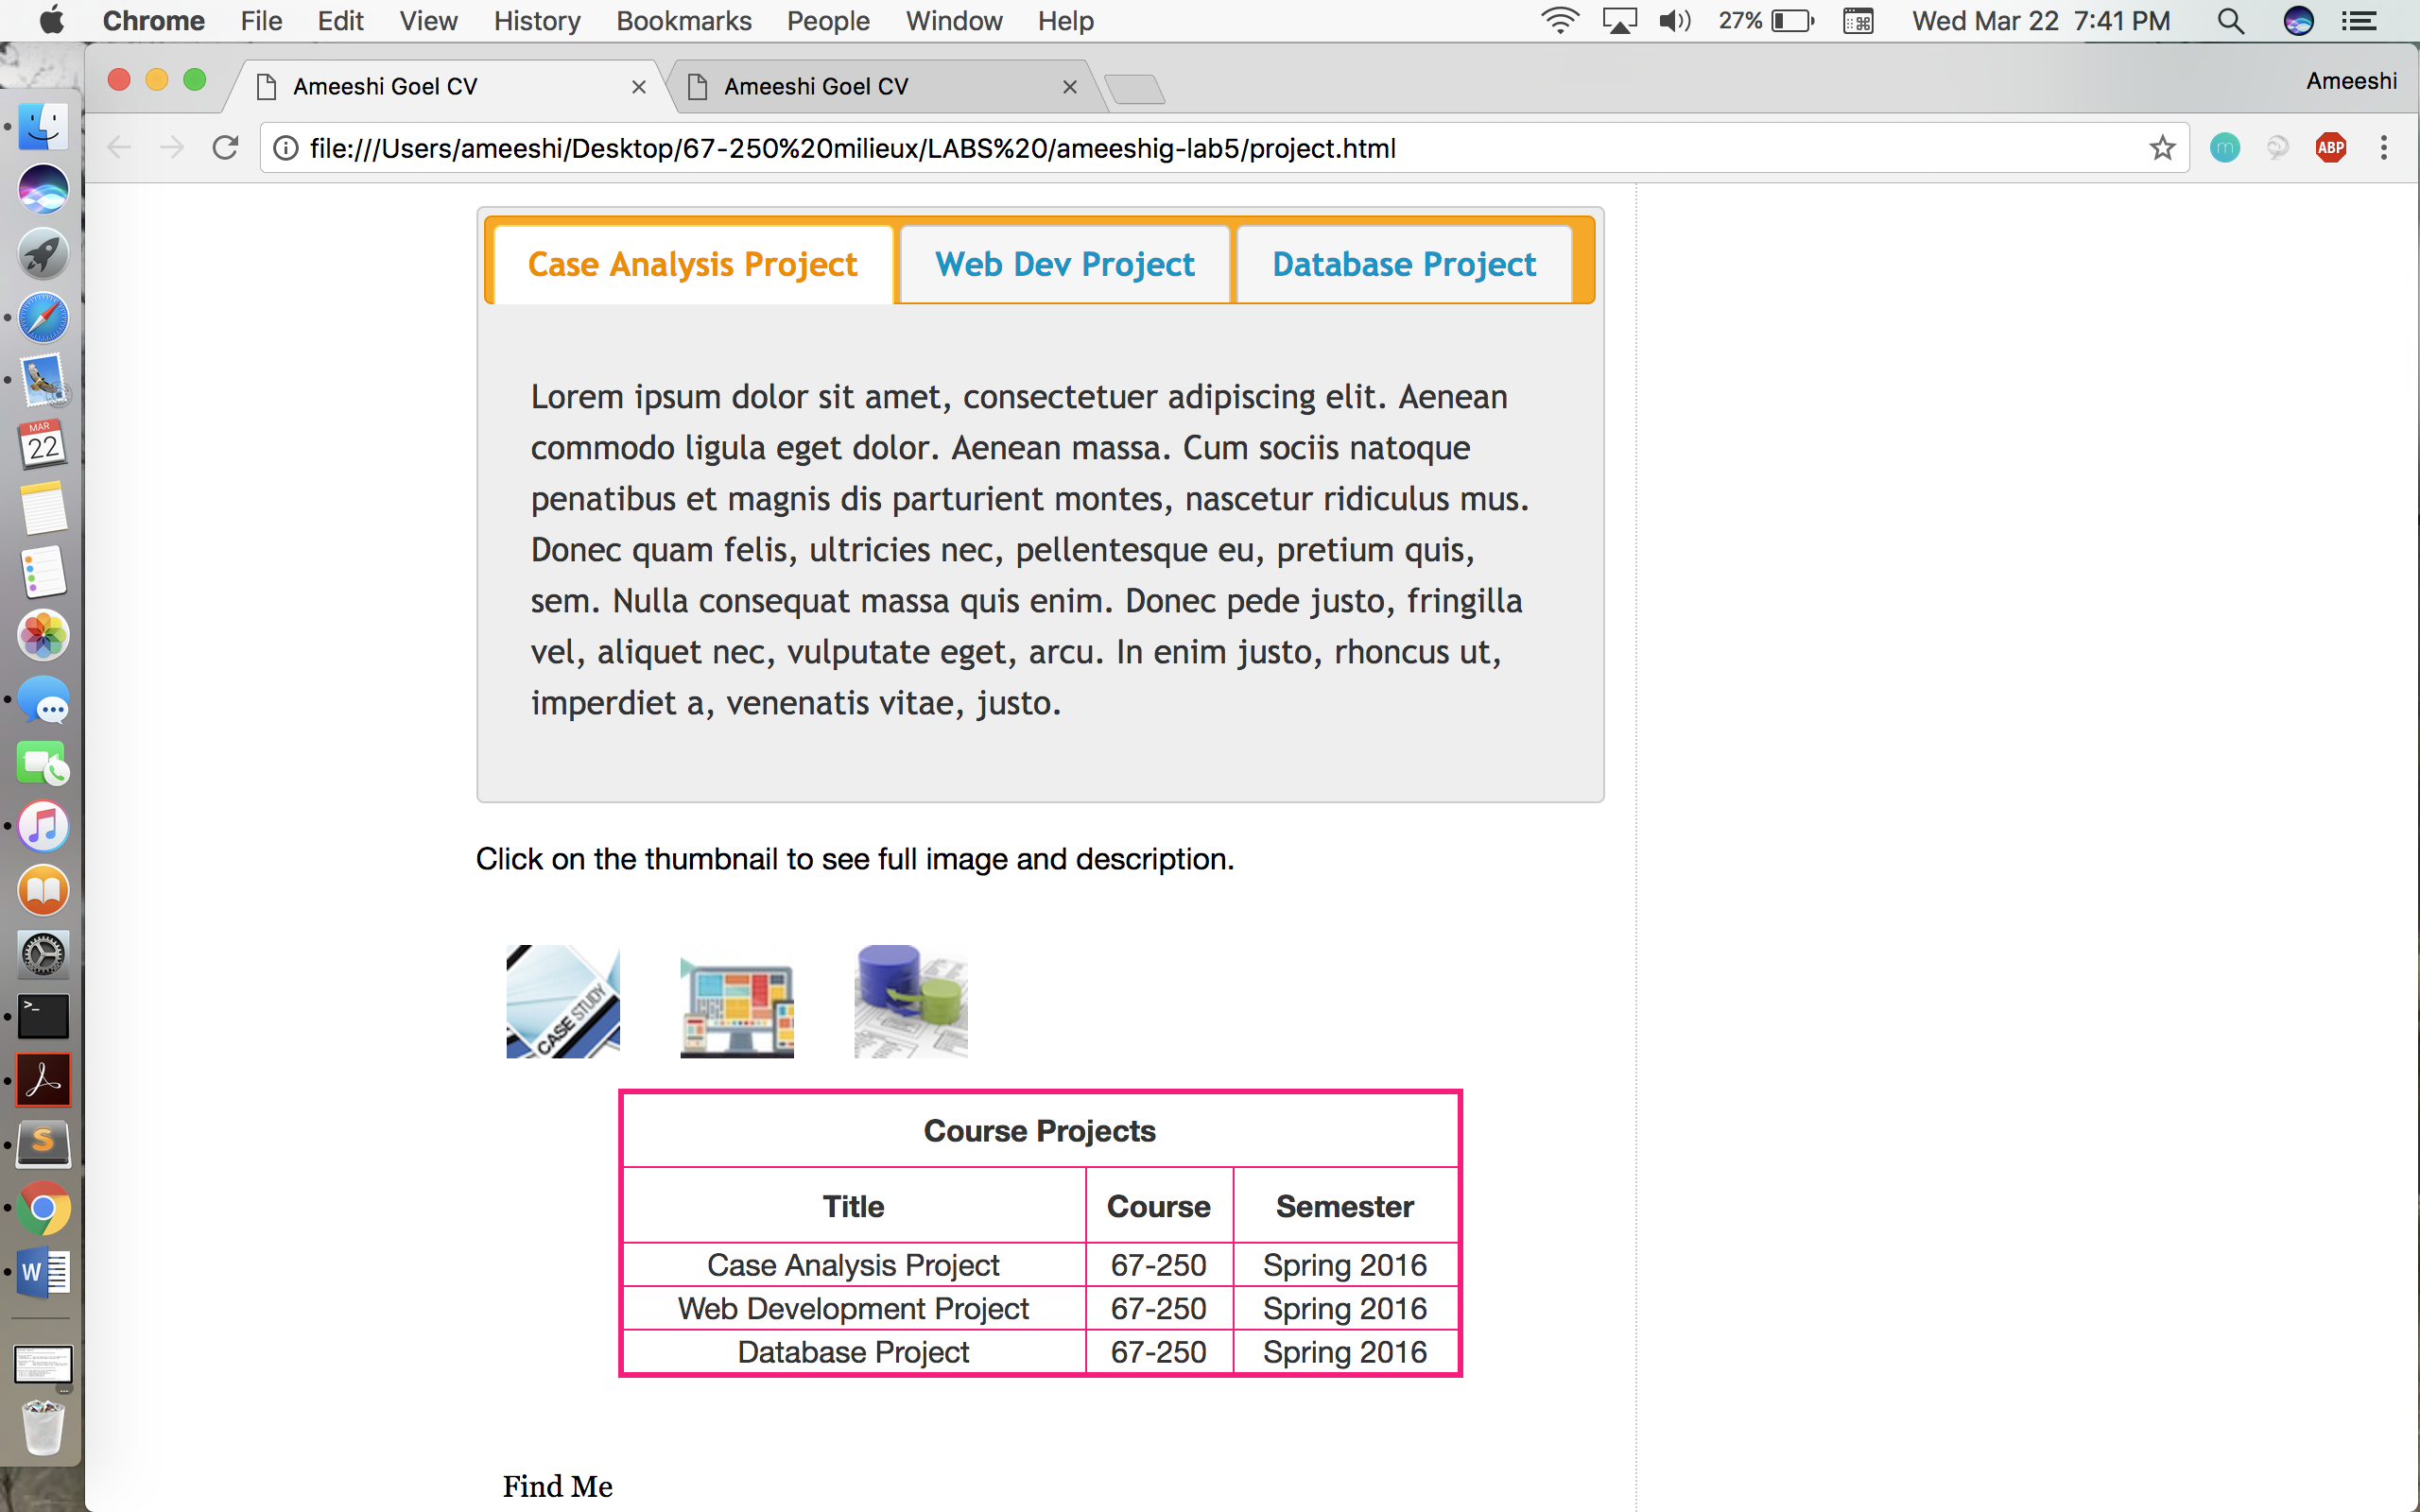 Chrome File Edit View History Bookmarks People Window Help 27% Wed Mar 22 7:41 PM
Ameeshi Goel CV Ameeshi Goel CV Ameeshi
file:///Users/ameeshi/Desktop/67-250%20milieux/LABS%20/ameeshig-lab5/project.html m ABP
MAR
22
>_
S
W
Case Analysis Project Web Dev Project Database Project
Lorem ipsum dolor sit amet, consectetuer adipiscing elit. Aenean
commodo ligula eget dolor. Aenean massa. Cum sociis natoque
penatibus et magnis dis parturient montes, nascetur ridiculus mus.
Donec quam felis, ultricies nec, pellentesque eu, pretium quis,
sem. Nulla consequat massa quis enim. Donec pede justo, fringilla
vel, aliquet nec, vulputate eget, arcu. In enim justo, rhoncus ut,
imperdiet a, venenatis vitae, justo.
Click on the thumbnail to see full image and description.
CASE STUDY
Course Projects
Title Course Semester
Case Analysis Project 67-250 Spring 2016
Web Development Project 67-250 Spring 2016
Database Project 67-250 Spring 2016
Find Me